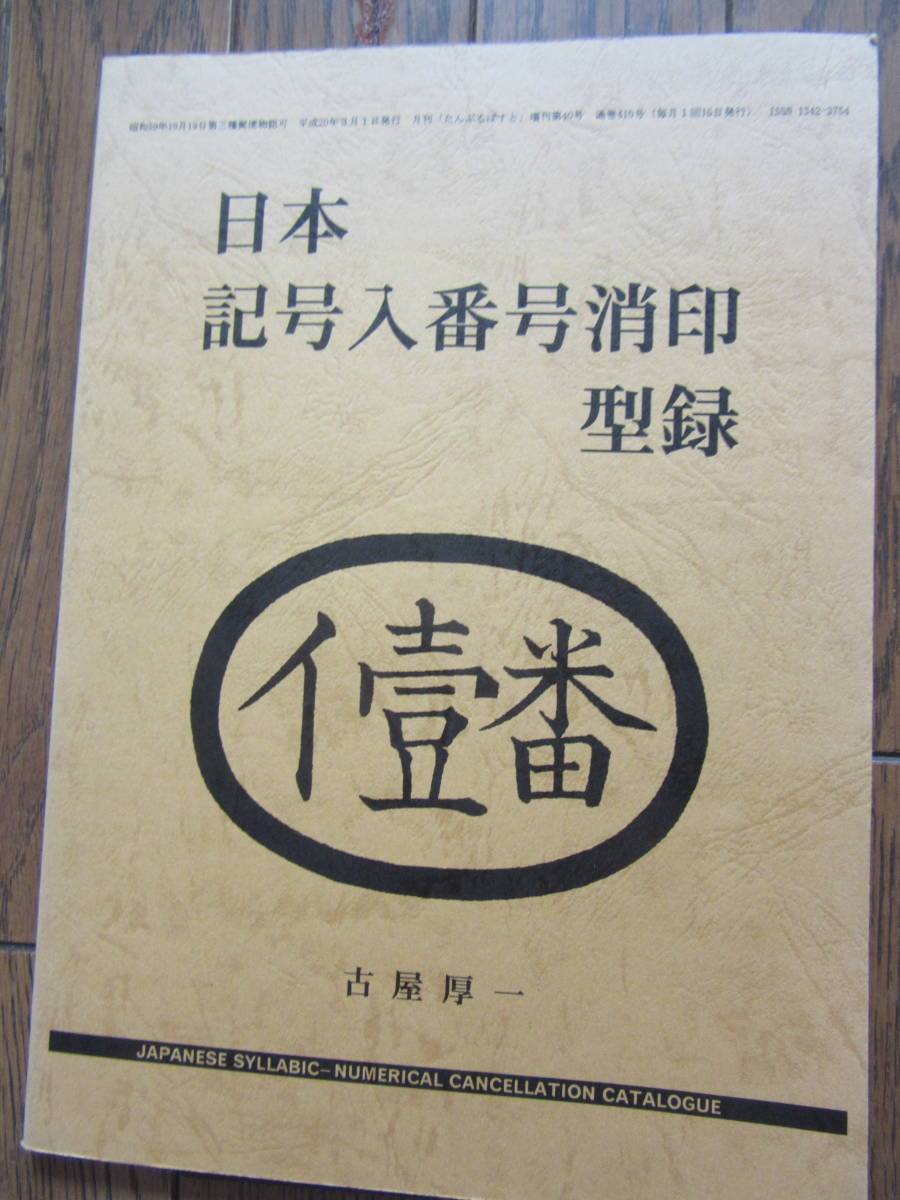 昭和59年10月19日第三種郵便物認可 平成20年3月1日発行 月刊「たんぶるぽすと」増刊第40号 通巻410号（毎月1回15日発行） ISSN 1342-3754
日本
記号入番号消印
型録
イ壹番
古屋厚一
JAPANESE SYLLABIC–NUMERICAL CANCELLATION CATALOGUE